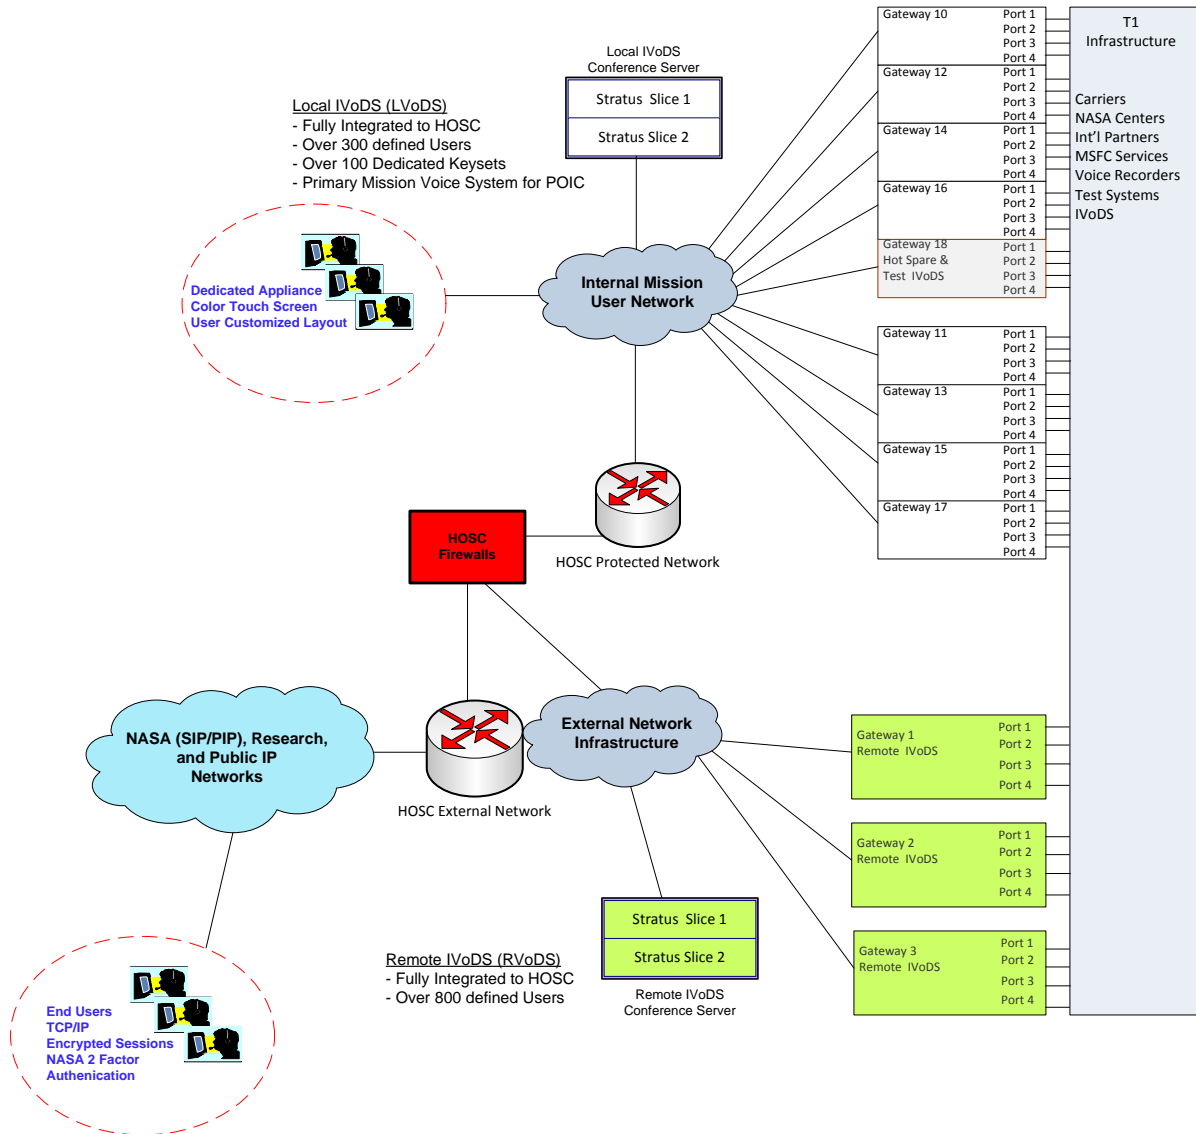 Local IVoDS
Conference Server
Stratus  Slice 1
Stratus  Slice 2
Local IVoDS (LVoDS)
- Fully Integrated to HOSC
- Over 300 defined Users
- Over 100 Dedicated Keysets
- Primary Mission Voice System for POIC
Dedicated Appliance
Color Touch Screen
User Customized Layout
Internal Mission
User Network
Gateway 10
Port 1
Port 2
Port 3
Port 4
Gateway 12
Port 1
Port 2
Port 3
Port 4
Gateway 14
Port 1
Port 2
Port 3
Port 4
Gateway 16
Port 1
Port 2
Port 3
Port 4
Gateway 18
Hot Spare &
Test  IVoDS
Port 1
Port 2
Port 3
Port 4
Gateway 11
Port 1
Port 2
Port 3
Port 4
Gateway 13
Port 1
Port 2
Port 3
Port 4
Gateway 15
Port 1
Port 2
Port 3
Port 4
Gateway 17
Port 1
Port 2
Port 3
Port 4
T1
Infrastructure
Carriers
NASA Centers
Int'l Partners
MSFC Services
Voice Recorders
Test Systems
IVoDS
HOSC
Firewalls
HOSC Protected Network
NASA (SIP/PIP), Research,
and Public IP
Networks
HOSC External Network
External Network
Infrastructure
Gateway 1
Remote  IVoDS
Port 1
Port 2
Port 3
Port 4
Gateway 2
Remote  IVoDS
Port 1
Port 2
Port 3
Port 4
Gateway 3
Remote  IVoDS
Port 1
Port 2
Port 3
Port 4
Stratus  Slice 1
Stratus  Slice 2
Remote IVoDS
Conference Server
Remote IVoDS (RVoDS)
- Fully Integrated to HOSC
- Over 800 defined Users
End Users
TCP/IP
Encrypted Sessions
NASA 2 Factor
Authenication